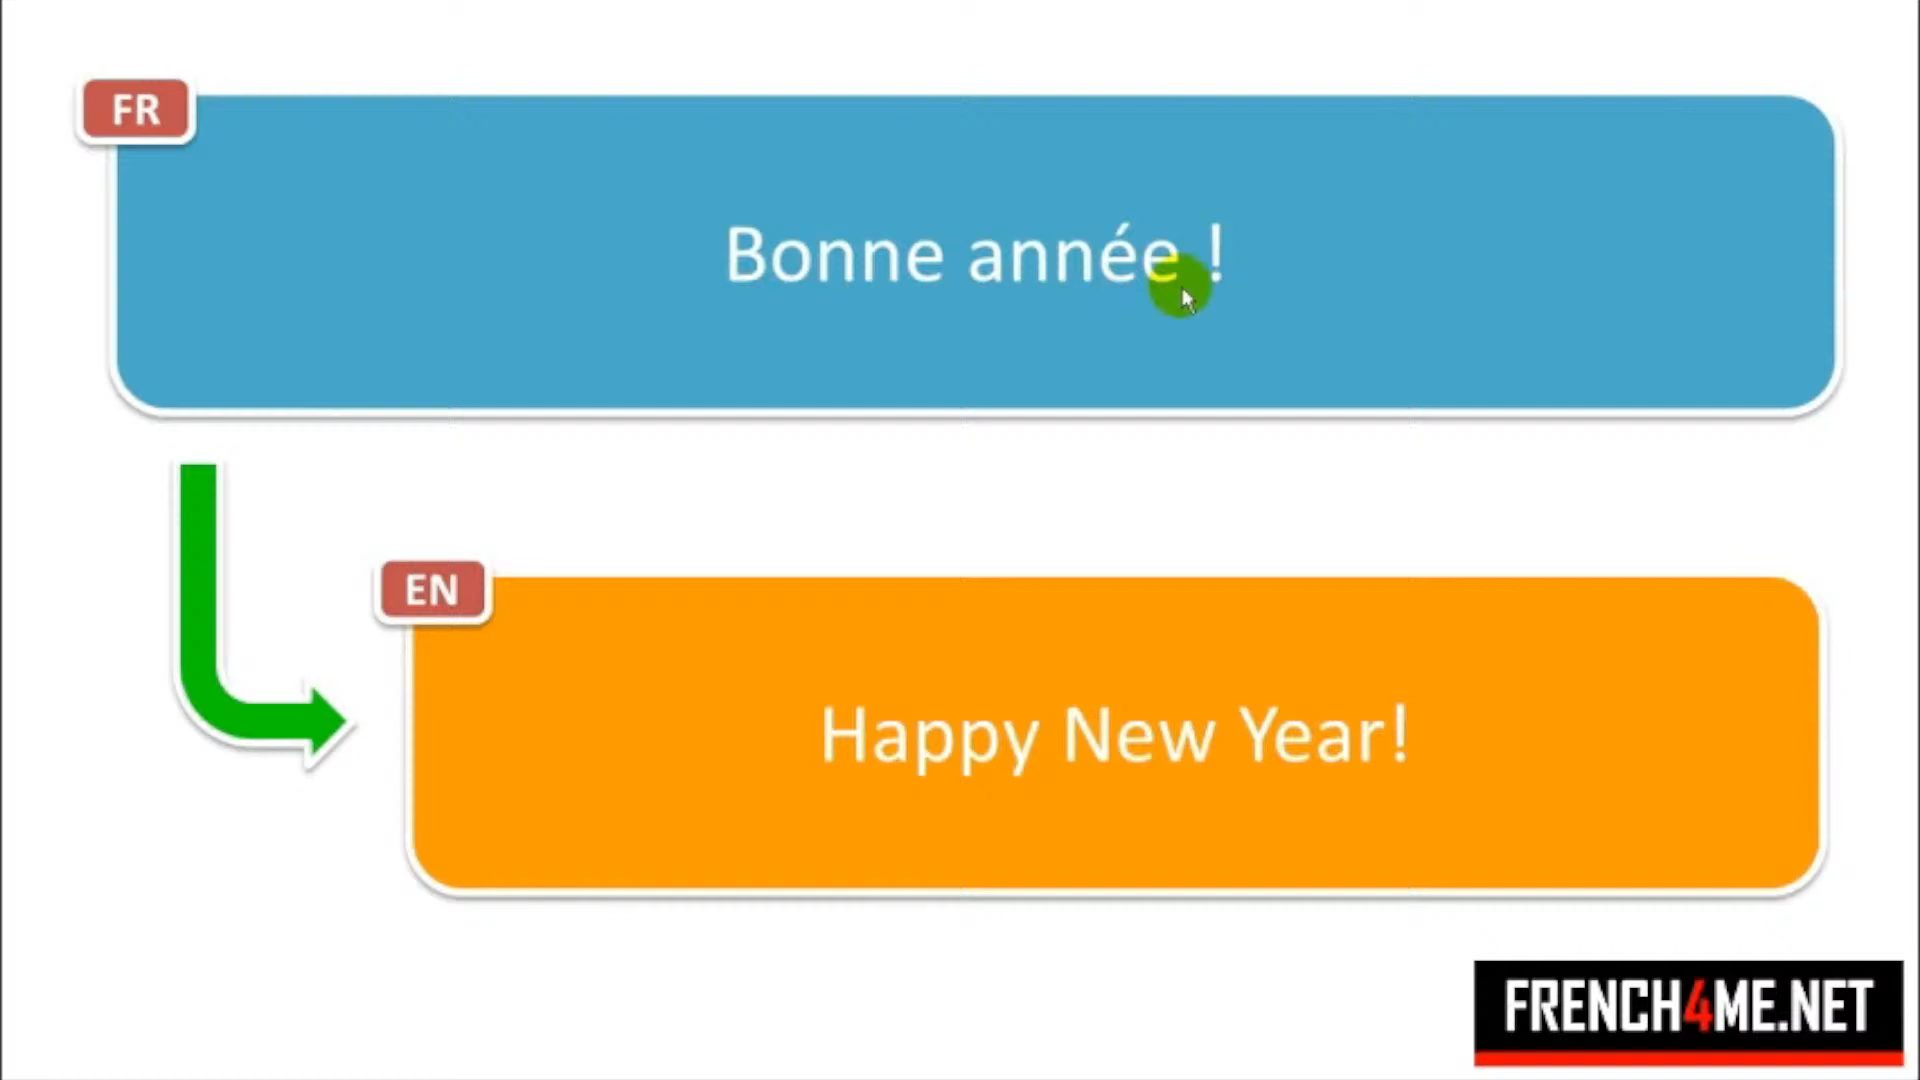 FR
Bonne année !
EN
Happy New Year!
FRENCH4ME.NET